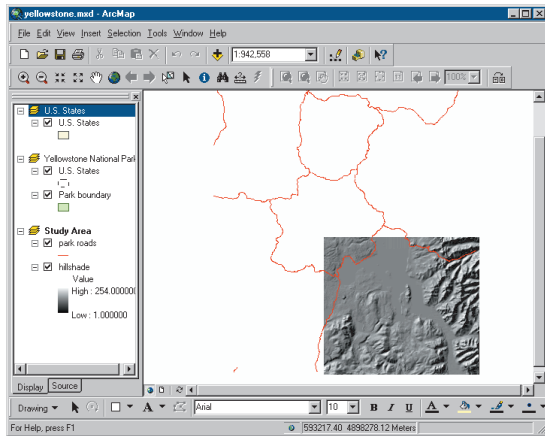 yellowstone.mxd - ArcMap
File Edit View Insert Selection Tools Window Help
1:942,558
100%
U.S. States
U.S. States
Yellowstone National Park
U.S. States
Park boundary
Study Area
park roads
hillshade
Value
High : 254.00000
Low : 1.000000
Display Source
Drawing
A
Arial
10
B I U A
For Help, press F1
593217.40 4898278.12 Meters